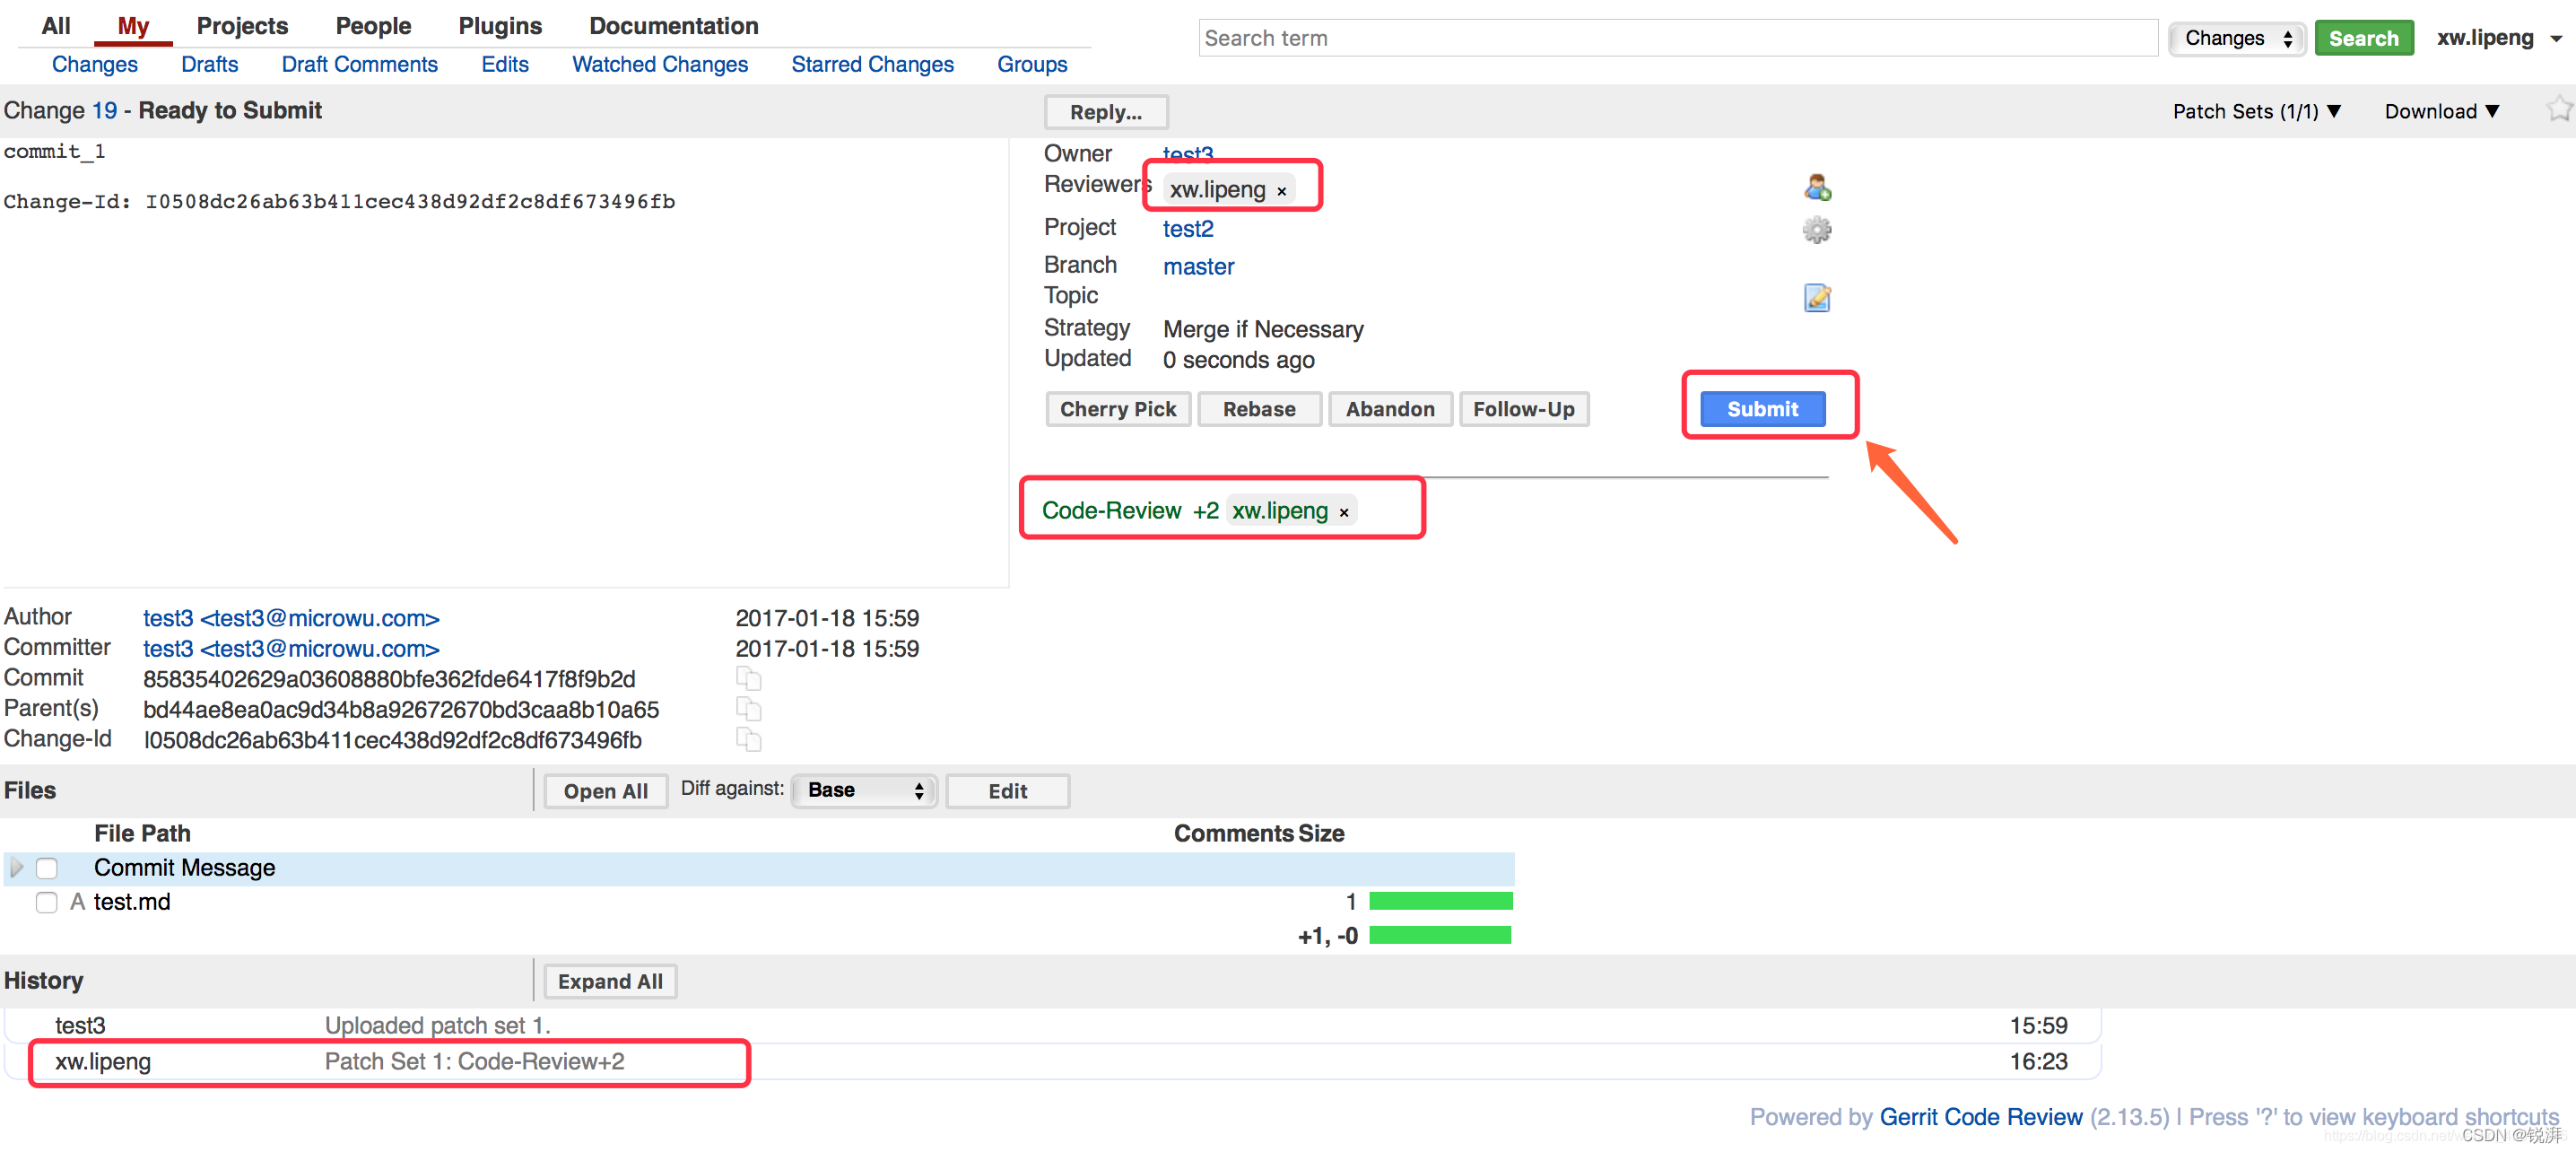 All My Projects People Plugins Documentation
Search term Changes Search xw.lipeng
Changes Drafts Draft Comments Edits Watched Changes Starred Changes Groups
Change 19 - Ready to Submit
Reply...
Patch Sets (1/1) ▼ Download ▼
commit_1
Change-Id: I0508dc26ab63b411cec438d92df2c8df673496fb
Owner test3
Reviewers xw.lipeng ×
Project test2
Branch master
Topic
Strategy Merge if Necessary
Updated 0 seconds ago
Cherry Pick Rebase Abandon Follow-Up Submit
Code-Review +2 xw.lipeng ×
Author test3 <test3@microwu.com> 2017-01-18 15:59
Committer test3 <test3@microwu.com> 2017-01-18 15:59
Commit 85835402629a03608880bfe362fde6417f8f9b2d
Parent(s) bd44ae8ea0ac9d34b8a92672670bd3caa8b10a65
Change-Id I0508dc26ab63b411cec438d92df2c8df673496fb
Files Open All Diff against: Base Edit
File Path Comments Size
Commit Message
A test.md 1
+1, -0
History Expand All
test3 Uploaded patch set 1. 15:59
xw.lipeng Patch Set 1: Code-Review+2 16:23
Powered by Gerrit Code Review (2.13.5) | Press '?' to view keyboard shortcuts
CSDN @锐湃